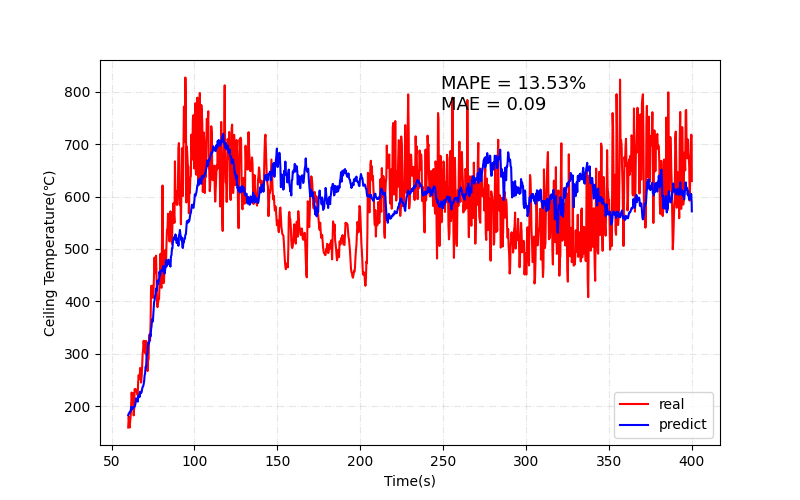 MAPE = 13.53%
MAE = 0.09
800
700
600
500
400
300
200
Ceiling Temperature(℃)
50
100
150
200
250
300
350
400
Time(s)
real
predict